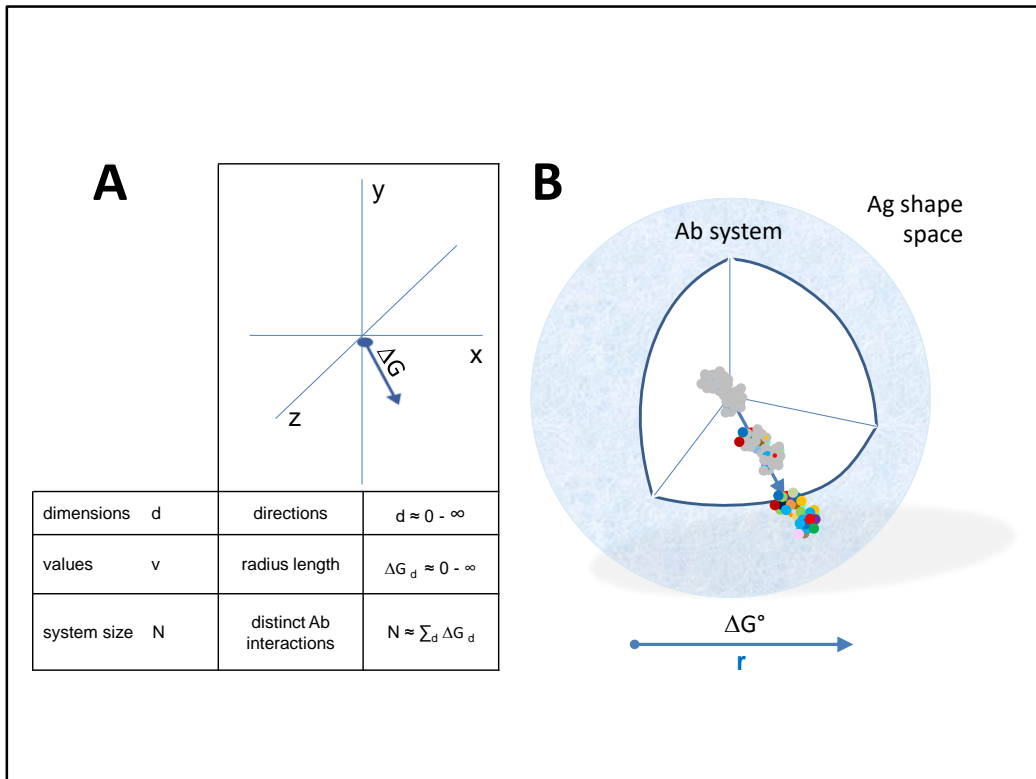 A
y
ΔG
x
z
dimensions d
directions
d ≈ 0 - ∞
values v
radius length
ΔG d ≈ 0 - ∞
system size N
distinct Ab
interactions
N ≈ ∑d ΔG d
B
Ag shape
space
Ab system
ΔG°
r